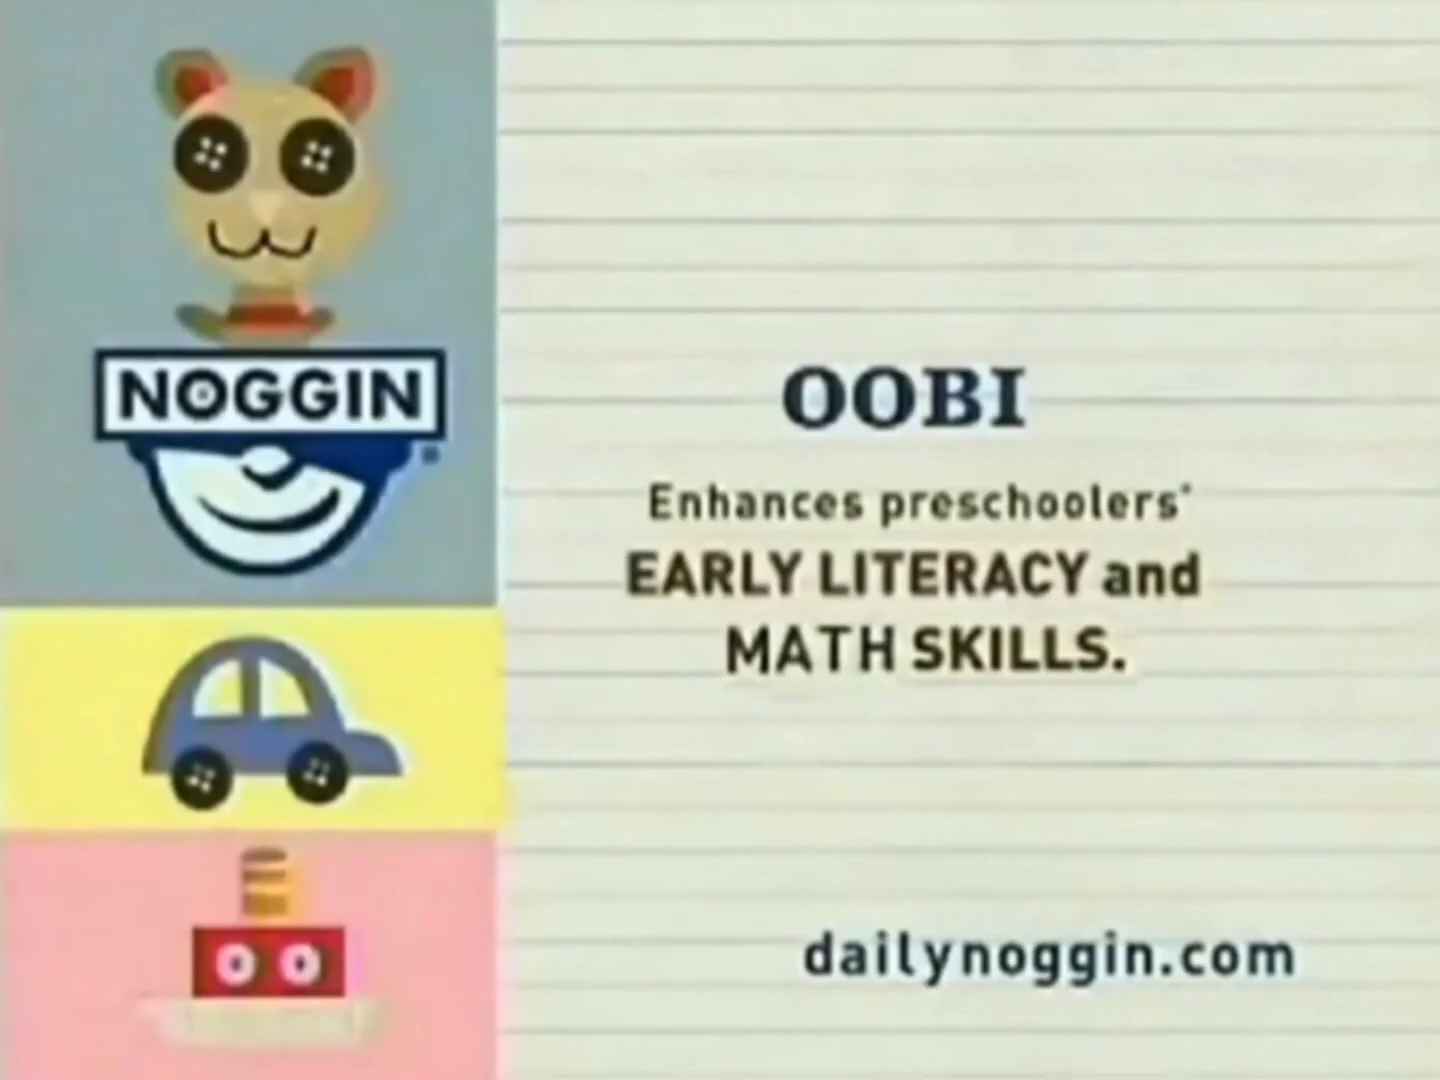 NOGGIN
OOBI
Enhances preschoolers'
EARLY LITERACY and
MATH SKILLS.
dailynoggin.com